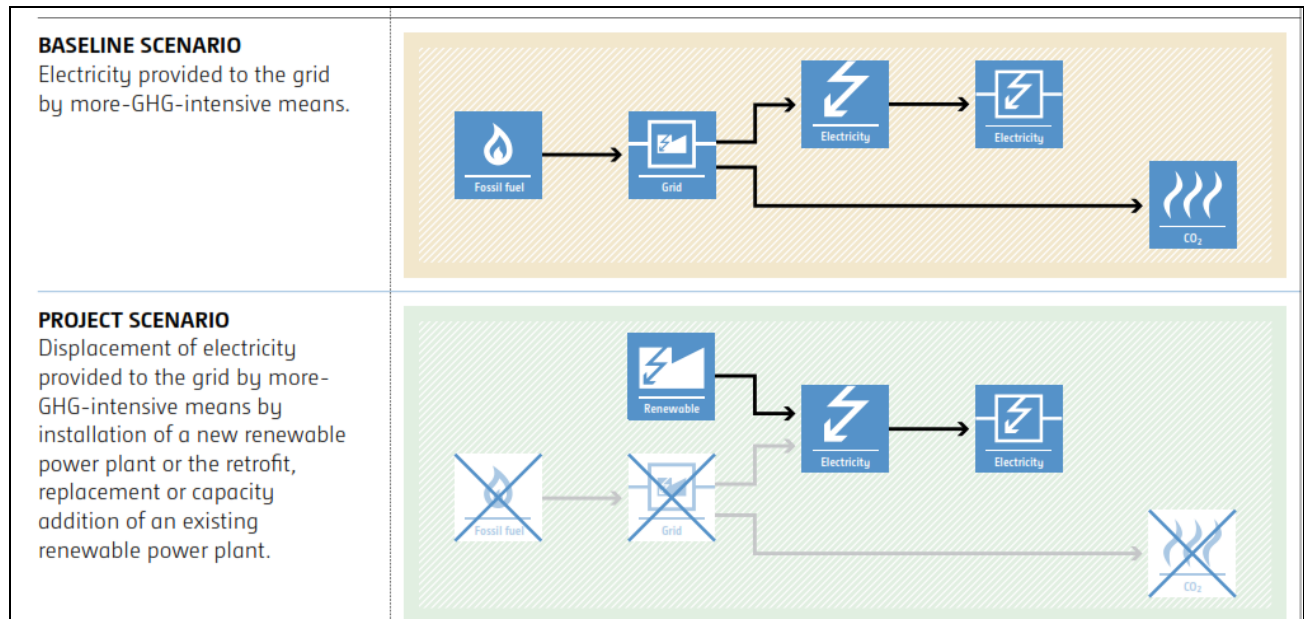 BASELINE SCENARIO
Electricity provided to the grid
by more-GHG-intensive means.
Fossil fuel
Grid
Electricity
Electricity
CO₂
PROJECT SCENARIO
Displacement of electricity
provided to the grid by more-
GHG-intensive means by
installation of a new renewable
power plant or the retrofit,
replacement or capacity
addition of an existing
renewable power plant.
Renewable
Fossil fuel
Grid
Electricity
Electricity
CO₂